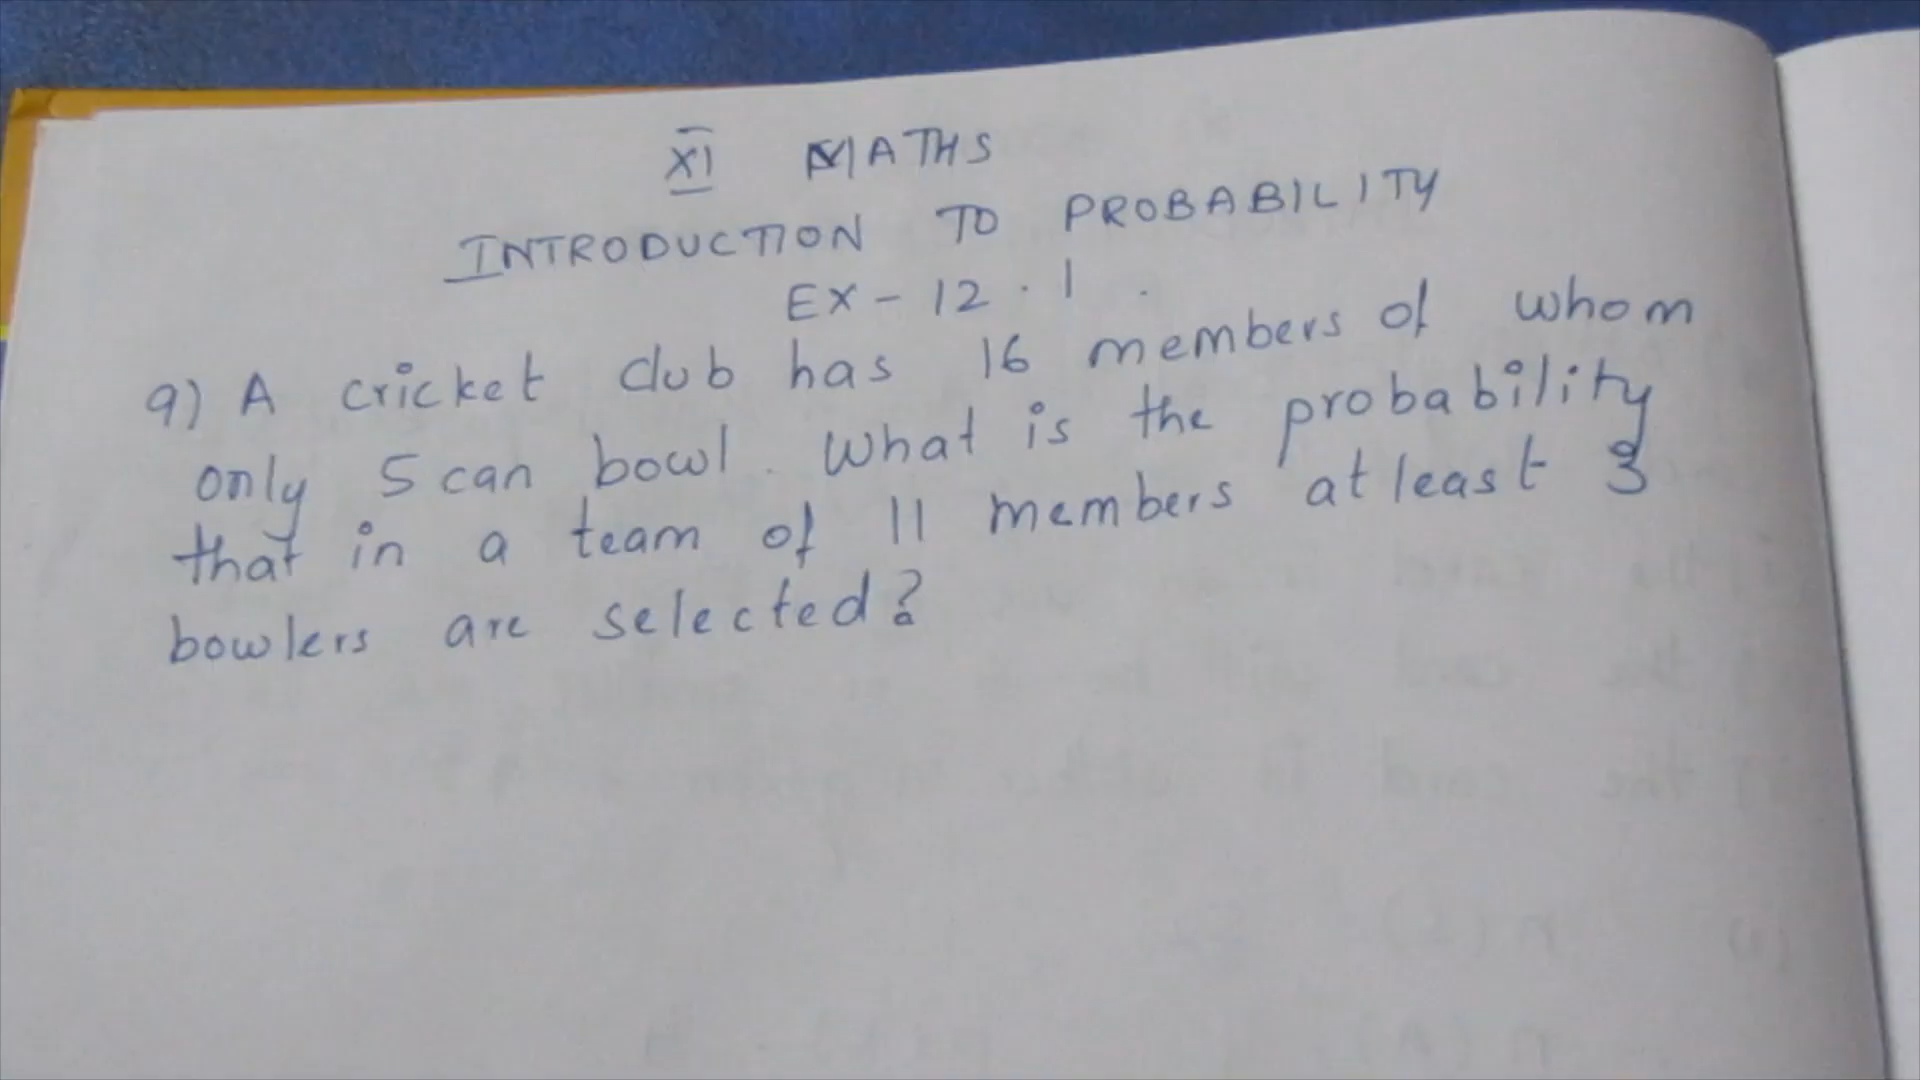 XI MATHS
INTRODUCTION TO PROBABILITY
EX - 12.1.
9) A cricket club has 16 members of whom
only 5 can bowl. What is the probability
that in a team of 11 members atleast 3
bowlers are selected?